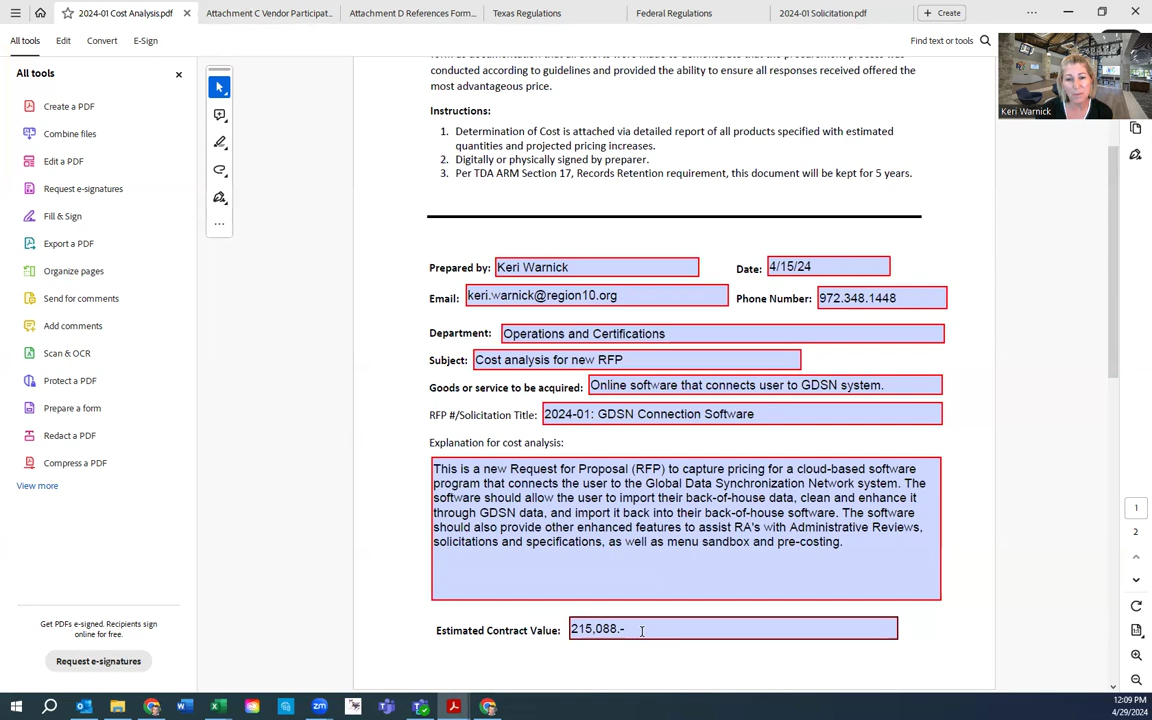 2024-01 Cost Analysis.pdf
Attachment C Vendor Participat...
Attachment D References Form...
Texas Regulations
Federal Regulations
2024-01 Solicitation.pdf
Create
All tools
Edit
Convert
E-Sign
Find text or tools
All tools
Create a PDF
Combine files
Edit a PDF
Request e-signatures
Fill & Sign
Export a PDF
Organize pages
Send for comments
Add comments
Scan & OCR
Protect a PDF
Prepare a form
Redact a PDF
Compress a PDF
View more
Get PDFs e-signed. Recipients sign
online for free.
Request e-signatures
form as documentation that all efforts were made to demonstrate that the procurement process was
conducted according to guidelines and provided the ability to ensure all responses received offered the
most advantageous price.
Instructions:
1. Determination of Cost is attached via detailed report of all products specified with estimated
quantities and projected pricing increases.
2. Digitally or physically signed by preparer.
3. Per TDA ARM Section 17, Records Retention requirement, this document will be kept for 5 years.
Prepared by: Keri Warnick Date: 4/15/24
Email: keri.warnick@region10.org Phone Number: 972.348.1448
Department: Operations and Certifications
Subject: Cost analysis for new RFP
Goods or service to be acquired: Online software that connects user to GDSN system.
RFP #/Solicitation Title: 2024-01: GDSN Connection Software
Explanation for cost analysis:
This is a new Request for Proposal (RFP) to capture pricing for a cloud-based software
program that connects the user to the Global Data Synchronization Network system. The
software should allow the user to import their back-of-house data, clean and enhance it
through GDSN data, and import it back into their back-of-house software. The software
should also provide other enhanced features to assist RA's with Administrative Reviews,
solicitations and specifications, as well as menu sandbox and pre-costing.
Estimated Contract Value: 215,088.-
Keri Warnick
1
2
12:09 PM
4/29/2024